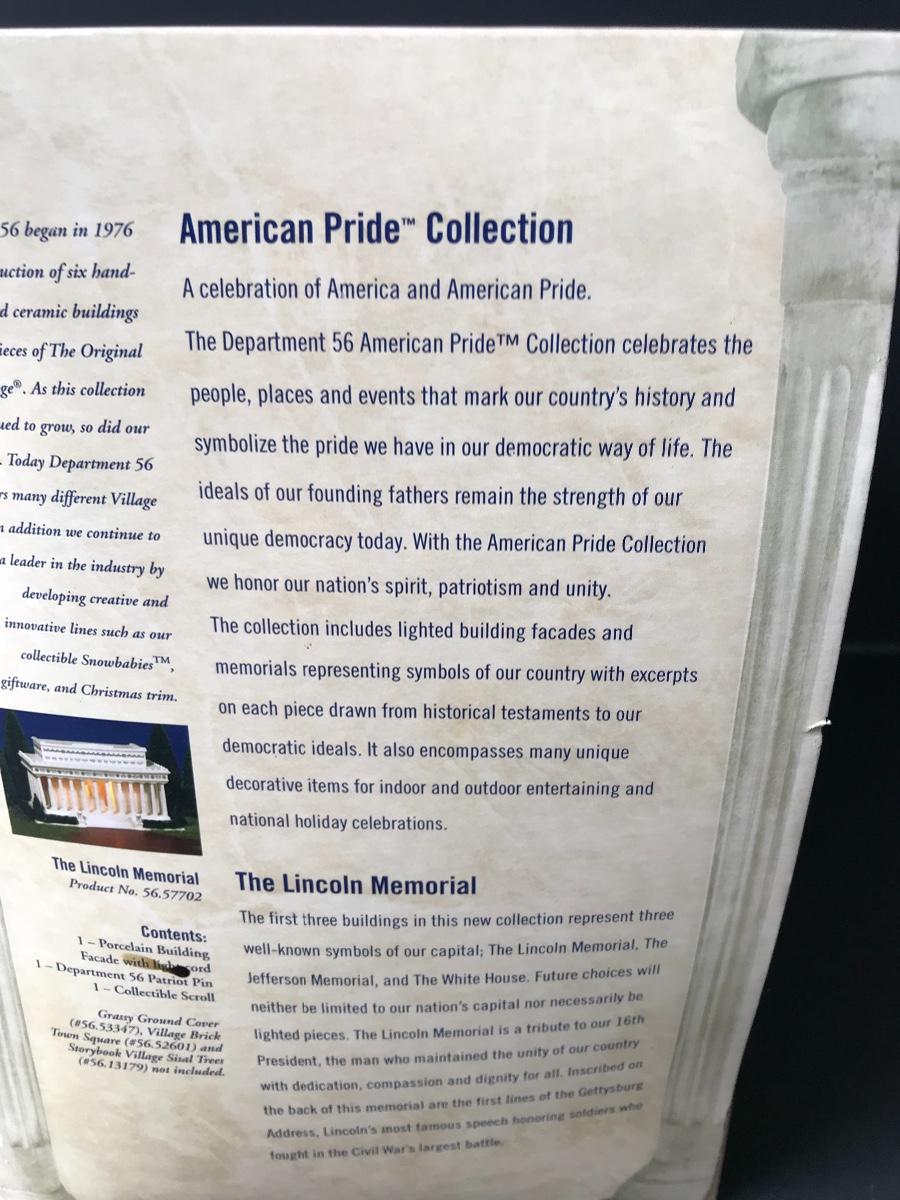 56 began in 1976
uction of six hand-
d ceramic buildings
ieces of The Original
ge®. As this collection
ued to grow, so did our
. Today Department 56
rs many different Village
n addition we continue to
a leader in the industry by
developing creative and
innovative lines such as our
collectible Snowbabies™,
giftware, and Christmas trim.
The Lincoln Memorial
Product No. 56.57702
Contents:
1 – Porcelain Building
Facade with light cord
1 – Department 56 Patriot Pin
1 – Collectible Scroll
Grassy Ground Cover
(#56.53347), Village Brick
Town Square (#56.52601) and
Storybook Village Sisal Trees
(#56.13179) not included.
American Pride™ Collection
A celebration of America and American Pride.
The Department 56 American Pride™ Collection celebrates the
people, places and events that mark our country's history and
symbolize the pride we have in our democratic way of life. The
ideals of our founding fathers remain the strength of our
unique democracy today. With the American Pride Collection
we honor our nation's spirit, patriotism and unity.
The collection includes lighted building facades and
memorials representing symbols of our country with excerpts
on each piece drawn from historical testaments to our
democratic ideals. It also encompasses many unique
decorative items for indoor and outdoor entertaining and
national holiday celebrations.
The Lincoln Memorial
The first three buildings in this new collection represent three
well-known symbols of our capital; The Lincoln Memorial, The
Jefferson Memorial, and The White House. Future choices will
neither be limited to our nation's capital nor necessarily be
lighted pieces. The Lincoln Memorial is a tribute to our 16th
President, the man who maintained the unity of our country
with dedication, compassion and dignity for all. Inscribed on
the back of this memorial are the first lines of the Gettysburg
Address, Lincoln's most famous speech honoring soldiers who
fought in the Civil War's largest battle.